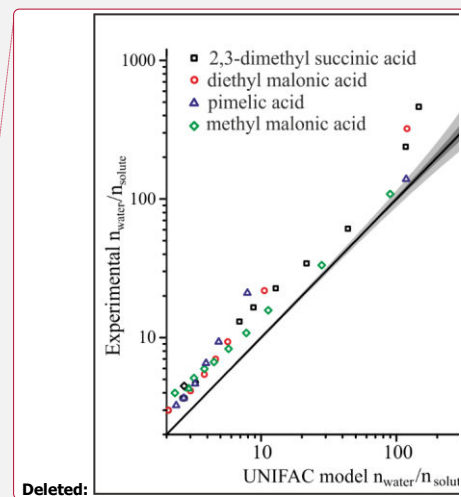 1000
2,3-dimethyl succinic acid
diethyl malonic acid
pimelic acid
methyl malonic acid
Experimental n_water/n_solute
100
10
10
100
UNIFAC model n_water/n_solute
Deleted: